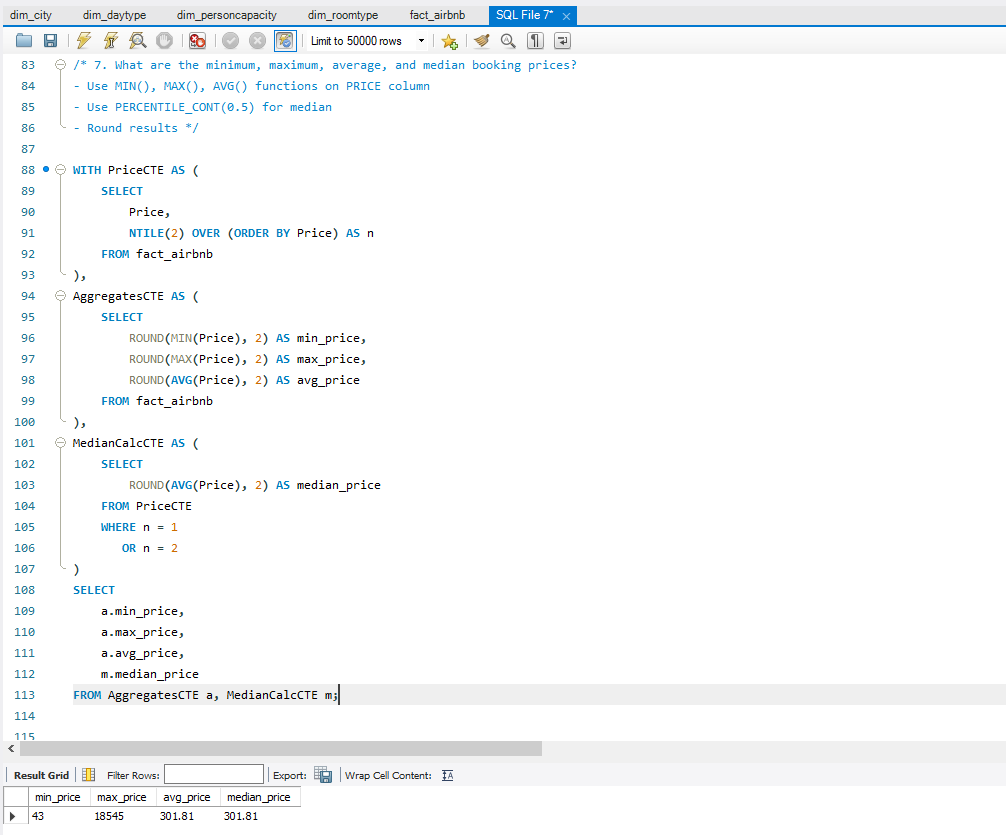 dim_city dim_daytype dim_personcapacity dim_roomtype fact_airbnb SQL File 7*
Limit to 50000 rows
83 /* 7. What are the minimum, maximum, average, and median booking prices?
84 - Use MIN(), MAX(), AVG() functions on PRICE column
85 - Use PERCENTILE_CONT(0.5) for median
86 - Round results */
87
88 WITH PriceCTE AS (
89 SELECT
90 Price,
91 NTILE(2) OVER (ORDER BY Price) AS n
92 FROM fact_airbnb
93 ),
94 AggregatesCTE AS (
95 SELECT
96 ROUND(MIN(Price), 2) AS min_price,
97 ROUND(MAX(Price), 2) AS max_price,
98 ROUND(AVG(Price), 2) AS avg_price
99 FROM fact_airbnb
100 ),
101 MedianCalcCTE AS (
102 SELECT
103 ROUND(AVG(Price), 2) AS median_price
104 FROM PriceCTE
105 WHERE n = 1
106 OR n = 2
107 )
108 SELECT
109 a.min_price,
110 a.max_price,
111 a.avg_price,
112 m.median_price
113 FROM AggregatesCTE a, MedianCalcCTE m;
114
115
Result Grid Filter Rows: Export: Wrap Cell Content:
min_price max_price avg_price median_price
43 18545 301.81 301.81